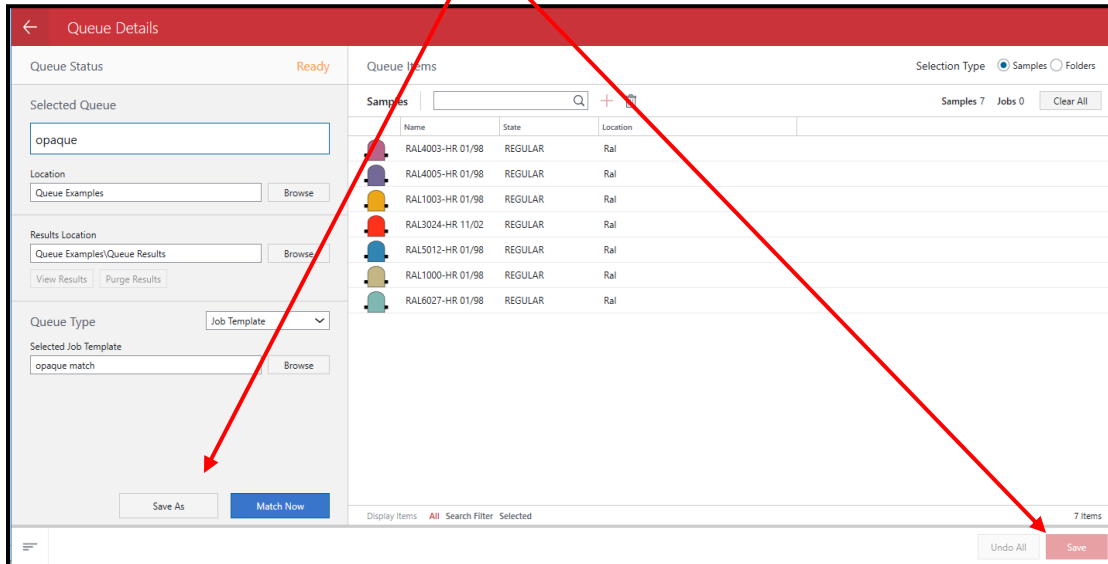 Queue Details
Queue Status Ready
Selected Queue
opaque
Location
Queue Examples Browse
Results Location
Queue Examples\Queue Results Browse
View Results Purge Results
Queue Type Job Template
Selected Job Template
opaque match Browse
Save As Match Now
Queue Items Selection Type Samples Folders
Samples Samples 7 Jobs 0 Clear All
Name State Location
RAL4003-HR 01/98 REGULAR Ral
RAL4005-HR 01/98 REGULAR Ral
RAL1003-HR 01/98 REGULAR Ral
RAL3024-HR 11/02 REGULAR Ral
RAL5012-HR 01/98 REGULAR Ral
RAL1000-HR 01/98 REGULAR Ral
RAL6027-HR 01/98 REGULAR Ral
Display Items All Search Filter Selected 7 Items
Undo All Save